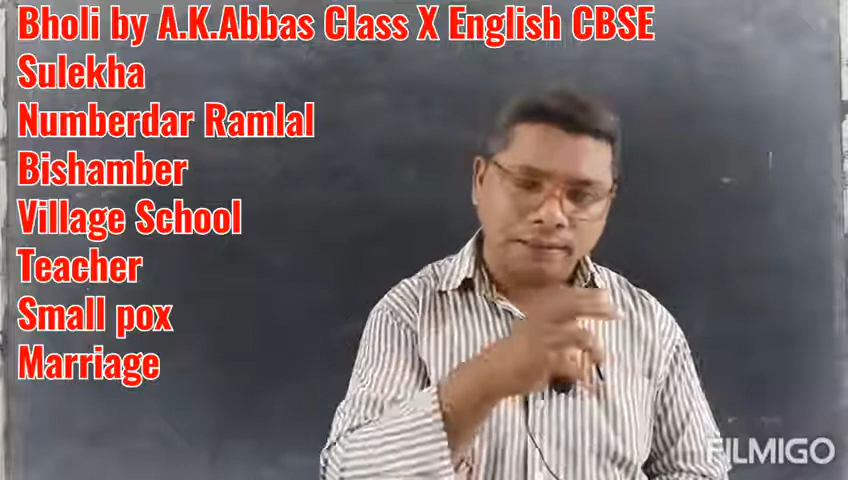 Bholi by A.K.Abbas Class X English CBSE
Sulekha
Numberdar Ramlal
Bishamber
Village School
Teacher
Small pox
Marriage
FILMIGO